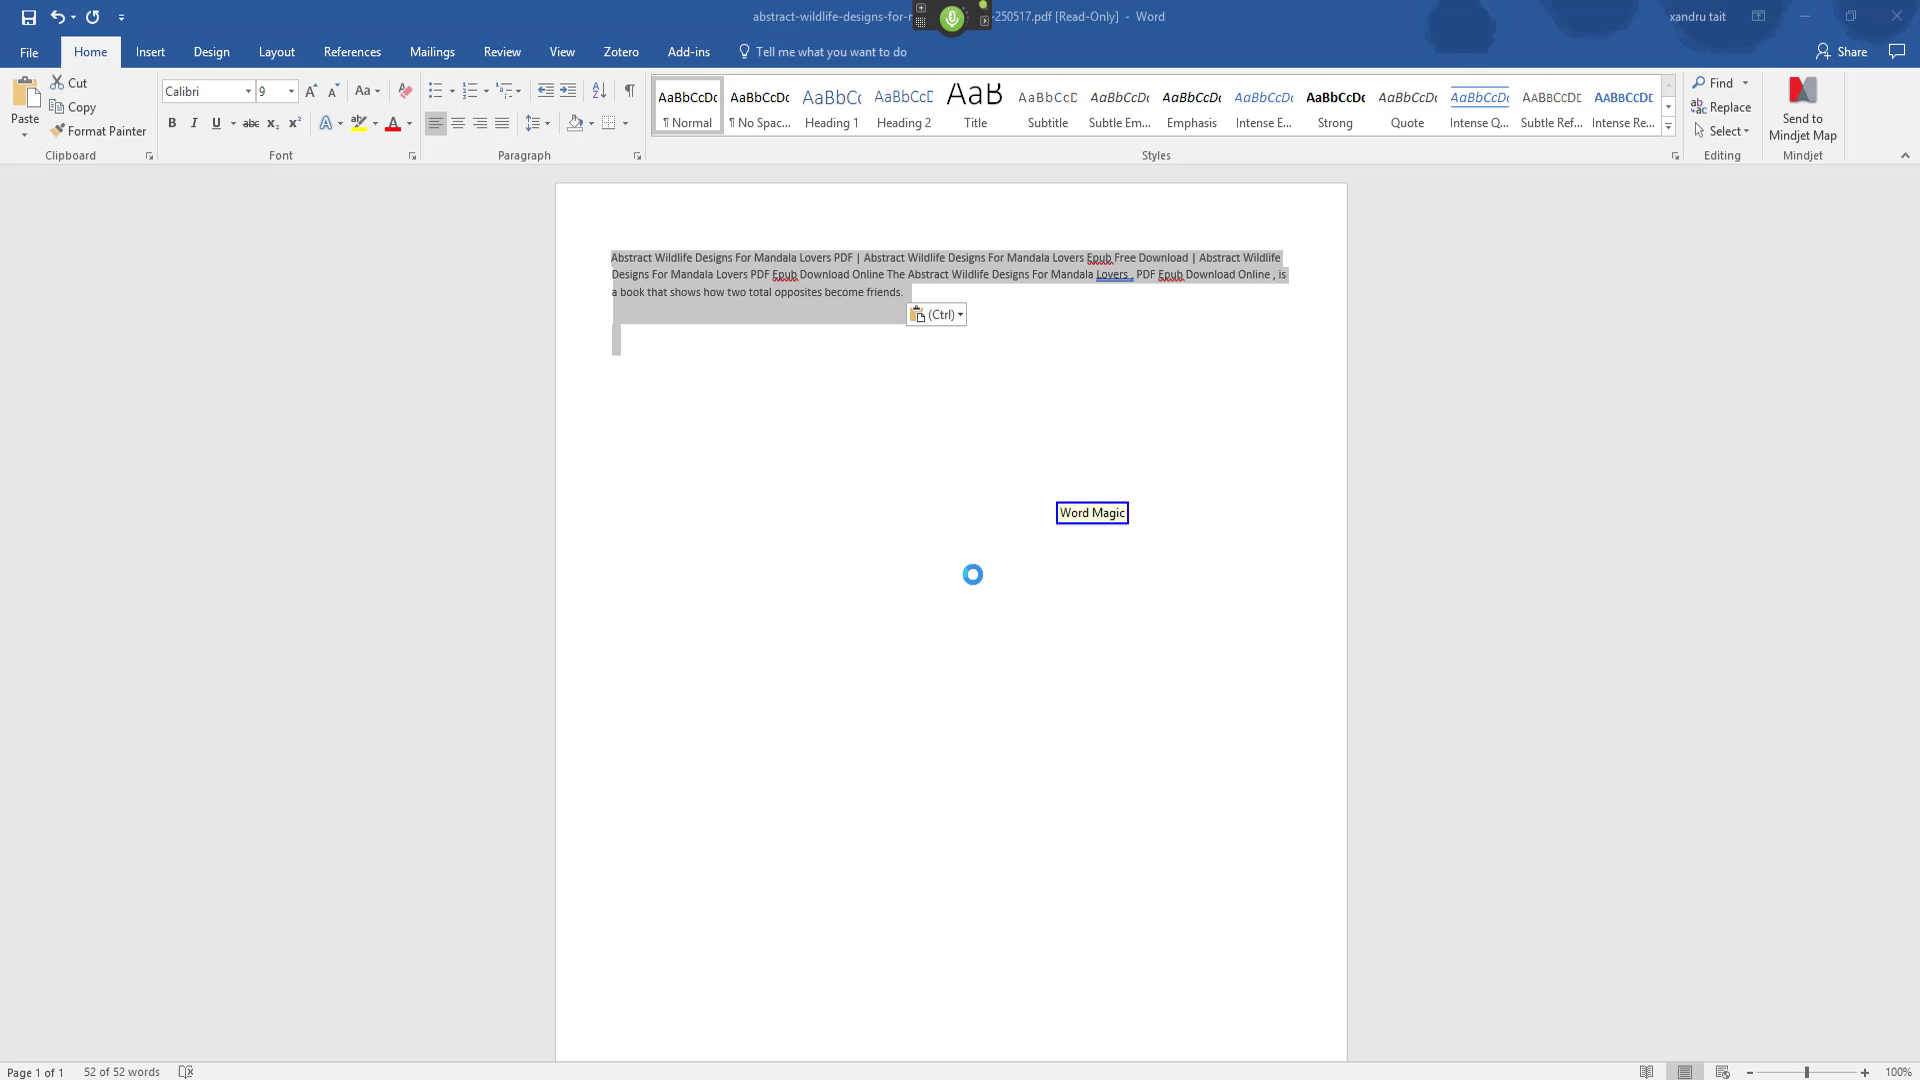 abstract-wildlife-designs-for-r
-250517.pdf [Read-Only] - Word
xandru tait
File
Home
Insert
Design
Layout
References
Mailings
Review
View
Zotero
Add-ins
Tell me what you want to do
Share
Paste
Cut
Copy
Format Painter
Clipboard
Calibri
9
Aa
B I U abc x₂ x²
A
A
Font
Paragraph
AaBbCcDc
¶ Normal
AaBbCcDc
¶ No Spac...
AaBbCc
Heading 1
AaBbCcD
Heading 2
AaB
Title
AaBbCcD
Subtitle
AaBbCcDc
Subtle Em...
AaBbCcDc
Emphasis
AaBbCcDc
Intense E...
AaBbCcDc
Strong
AaBbCcDc
Quote
AaBbCcDc
Intense Q...
AaBbCcDc
Subtle Ref...
AaBbCcDc
Intense Re...
Styles
Find
Replace
Select
Editing
Send to
Mindjet Map
Mindjet
Abstract Wildlife Designs For Mandala Lovers PDF | Abstract Wildlife Designs For Mandala Lovers Epub Free Download | Abstract Wildlife
Designs For Mandala Lovers PDF Epub Download Online The Abstract Wildlife Designs For Mandala Lovers , PDF Epub Download Online , is
a book that shows how two total opposites become friends.
(Ctrl)
Word Magic
Page 1 of 1
52 of 52 words
100%